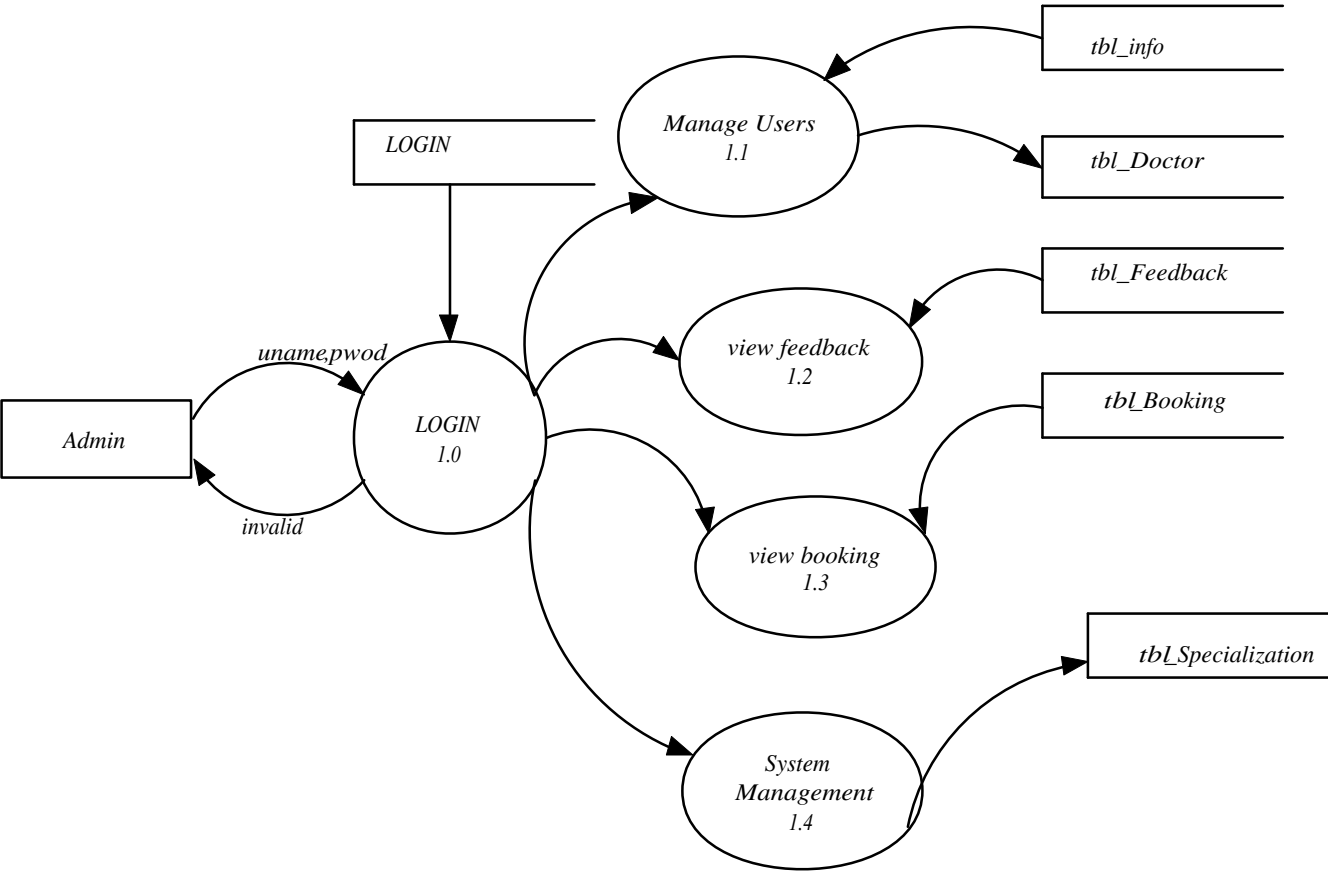 tbl_info
Manage Users
1.1
LOGIN
tbl_Doctor
tbl_Feedback
view feedback
1.2
uname,pwod
tbl_Booking
Admin
LOGIN
1.0
invalid
view booking
1.3
tbl_Specialization
System
Management
1.4